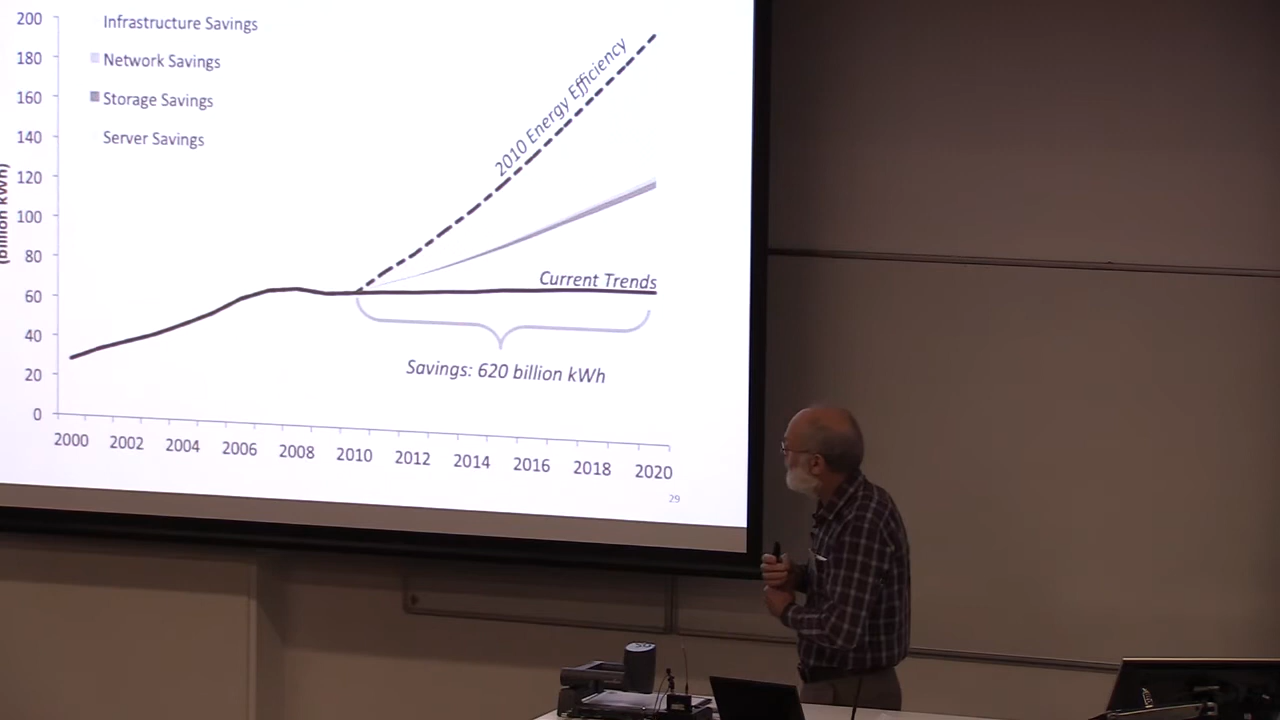 200
Infrastructure Savings
180
Network Savings
160
Storage Savings
140
Server Savings
120
100
80
60
40
20
0
(billion kWh)
2010 Energy Efficiency
Current Trends
Savings: 620 billion kWh
2000 2002 2004 2006 2008 2010 2012 2014 2016 2018 2020
29